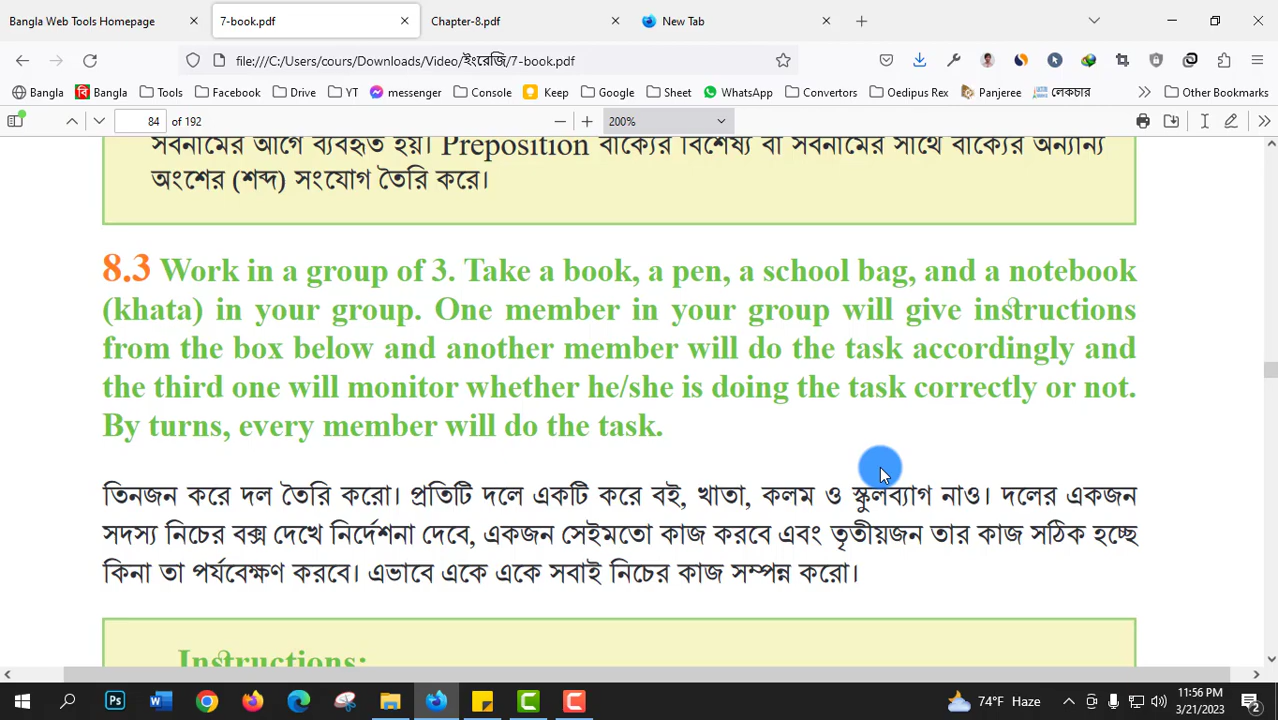 Bangla Web Tools Homepage
7-book.pdf
Chapter-8.pdf
New Tab
file:///C:/Users/cours/Downloads/Video/ইংরেজি/7-book.pdf
Bangla
বি Bangla
Tools
Facebook
Drive
YT
messenger
Console
Keep
Google
Sheet
WhatsApp
Convertors
Oedipus Rex
Panjeree
লেকচার
Other Bookmarks
84 of 192
200%
সর্বনামের আগে ব্যবহৃত হয়। Preposition বাক্যের বিশেষ্য বা সর্বনামের সাথে বাক্যের অন্যান্য
অংশের (শব্দ) সংযোগ তৈরি করে।
8.3 Work in a group of 3. Take a book, a pen, a school bag, and a notebook
(khata) in your group. One member in your group will give instructions
from the box below and another member will do the task accordingly and
the third one will monitor whether he/she is doing the task correctly or not.
By turns, every member will do the task.
তিনজন করে দল তৈরি করো। প্রতিটি দলে একটি করে বই, খাতা, কলম ও স্কুলব্যাগ নাও। দলের একজন
সদস্য নিচের বক্স দেখে নির্দেশনা দেবে, একজন সেইমতো কাজ করবে এবং তৃতীয়জন তার কাজ সঠিক হচ্ছে
কিনা তা পর্যবেক্ষণ করবে। এভাবে একে একে সবাই নিচের কাজ সম্পন্ন করো।
Instructions:
74°F Haze
11:56 PM
3/21/2023
2